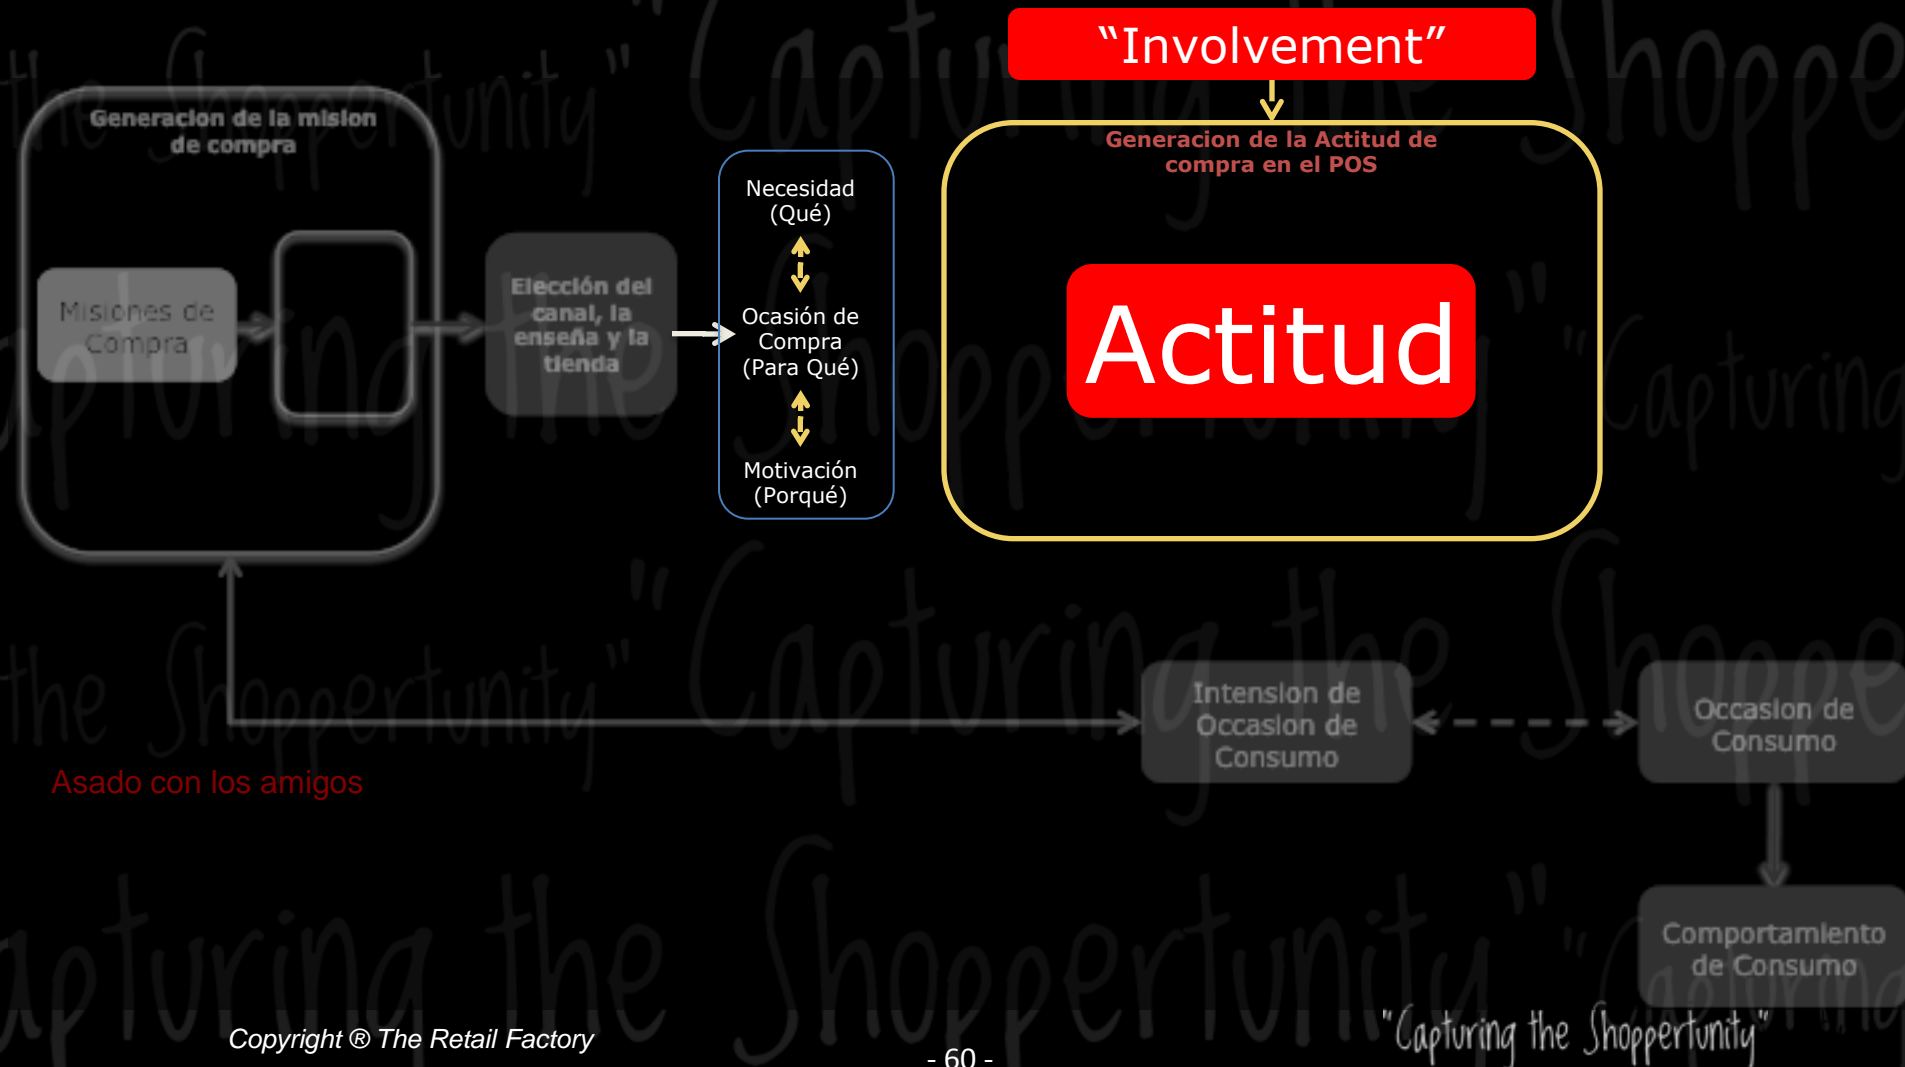 “Involvement”
Generacion de la mision
de compra
Generacion de la Actitud de
compra en el POS
Necesidad
(Qué)
Misiones de
Compra
Elección del
canal, la
enseña y la
tienda
Ocasión de
Compra
(Para Qué)
Actitud
Motivación
(Porqué)
Intension de
Occasion de
Consumo
Occasion de
Consumo
Asado con los amigos
Comportamiento
de Consumo
Copyright ® The Retail Factory
- 60 -
"Capturing the Shoppertunity"